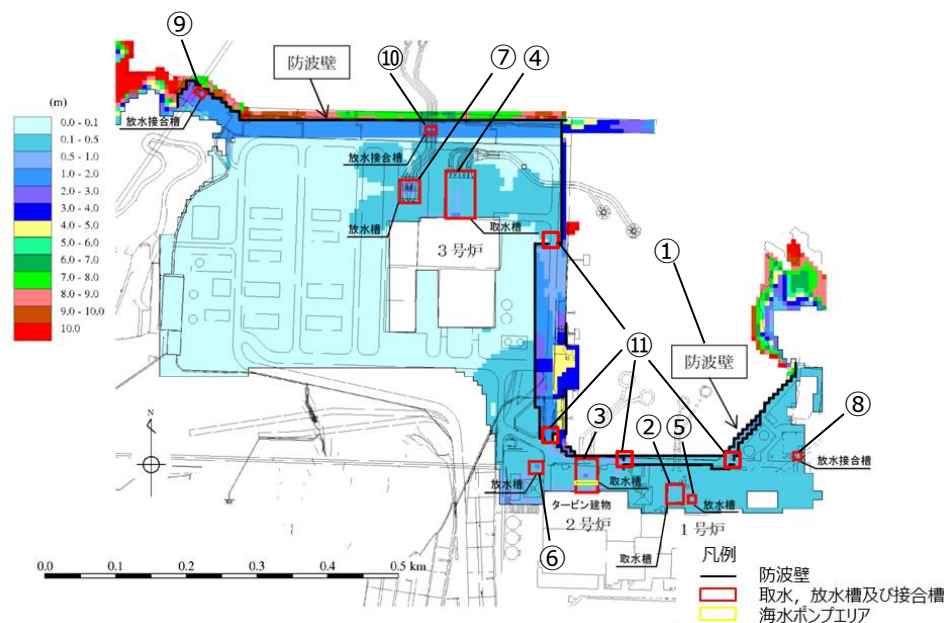 ⑨
⑩
⑦
④
防波壁
(m)
0.0 - 0.1
0.1 - 0.5
0.5 - 1.0
1.0 - 2.0
2.0 - 3.0
3.0 - 4.0
4.0 - 5.0
5.0 - 6.0
6.0 - 7.0
7.0 - 8.0
8.0 - 9.0
9.0 - 10.0
10.0
放水接合槽
放水接合槽
放水槽
取水槽
3号炉
①
⑪
防波壁
③
②
⑤
⑧
放水接合槽
N
放水槽
取水槽
放水槽
タービン建物
2号炉
1号炉
⑥
取水槽
0.0 0.1 0.2 0.3 0.4 0.5 km
凡例
防波壁
取水，放水槽及び接合槽
海水ポンプエリア